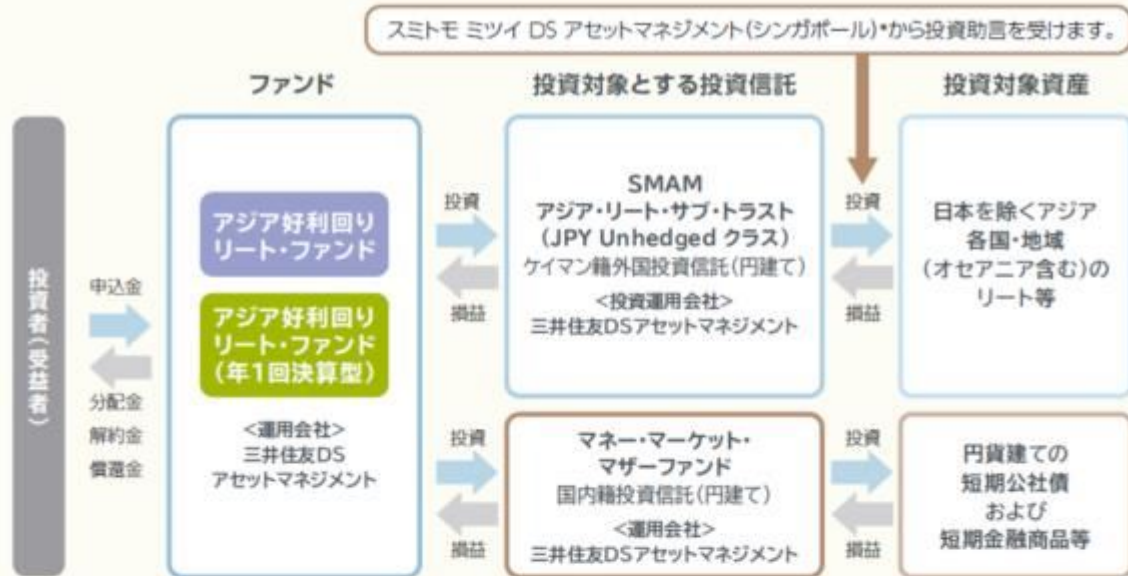 スミトモ ミツイ DS アセットマネジメント(シンガポール)*から投資助言を受けます。
ファンド
投資対象とする投資信託
投資対象資産
投資者(受益者)
申込金
分配金
解約金
償還金
アジア好利回り
リート・ファンド
アジア好利回り
リート・ファンド
(年1回決算型)
<運用会社>
三井住友DS
アセットマネジメント
投資
損益
SMAM
アジア・リート・サブ・トラスト
(JPY Unhedged クラス)
ケイマン籍外国投資信託(円建て)
<投資運用会社>
三井住友DSアセットマネジメント
投資
損益
日本を除くアジア
各国・地域
(オセアニア含む)の
リート等
投資
損益
マネー・マーケット・
マザーファンド
国内籍投資信託(円建て)
<運用会社>
三井住友DSアセットマネジメント
投資
損益
円貨建ての
短期公社債
および
短期金融商品等